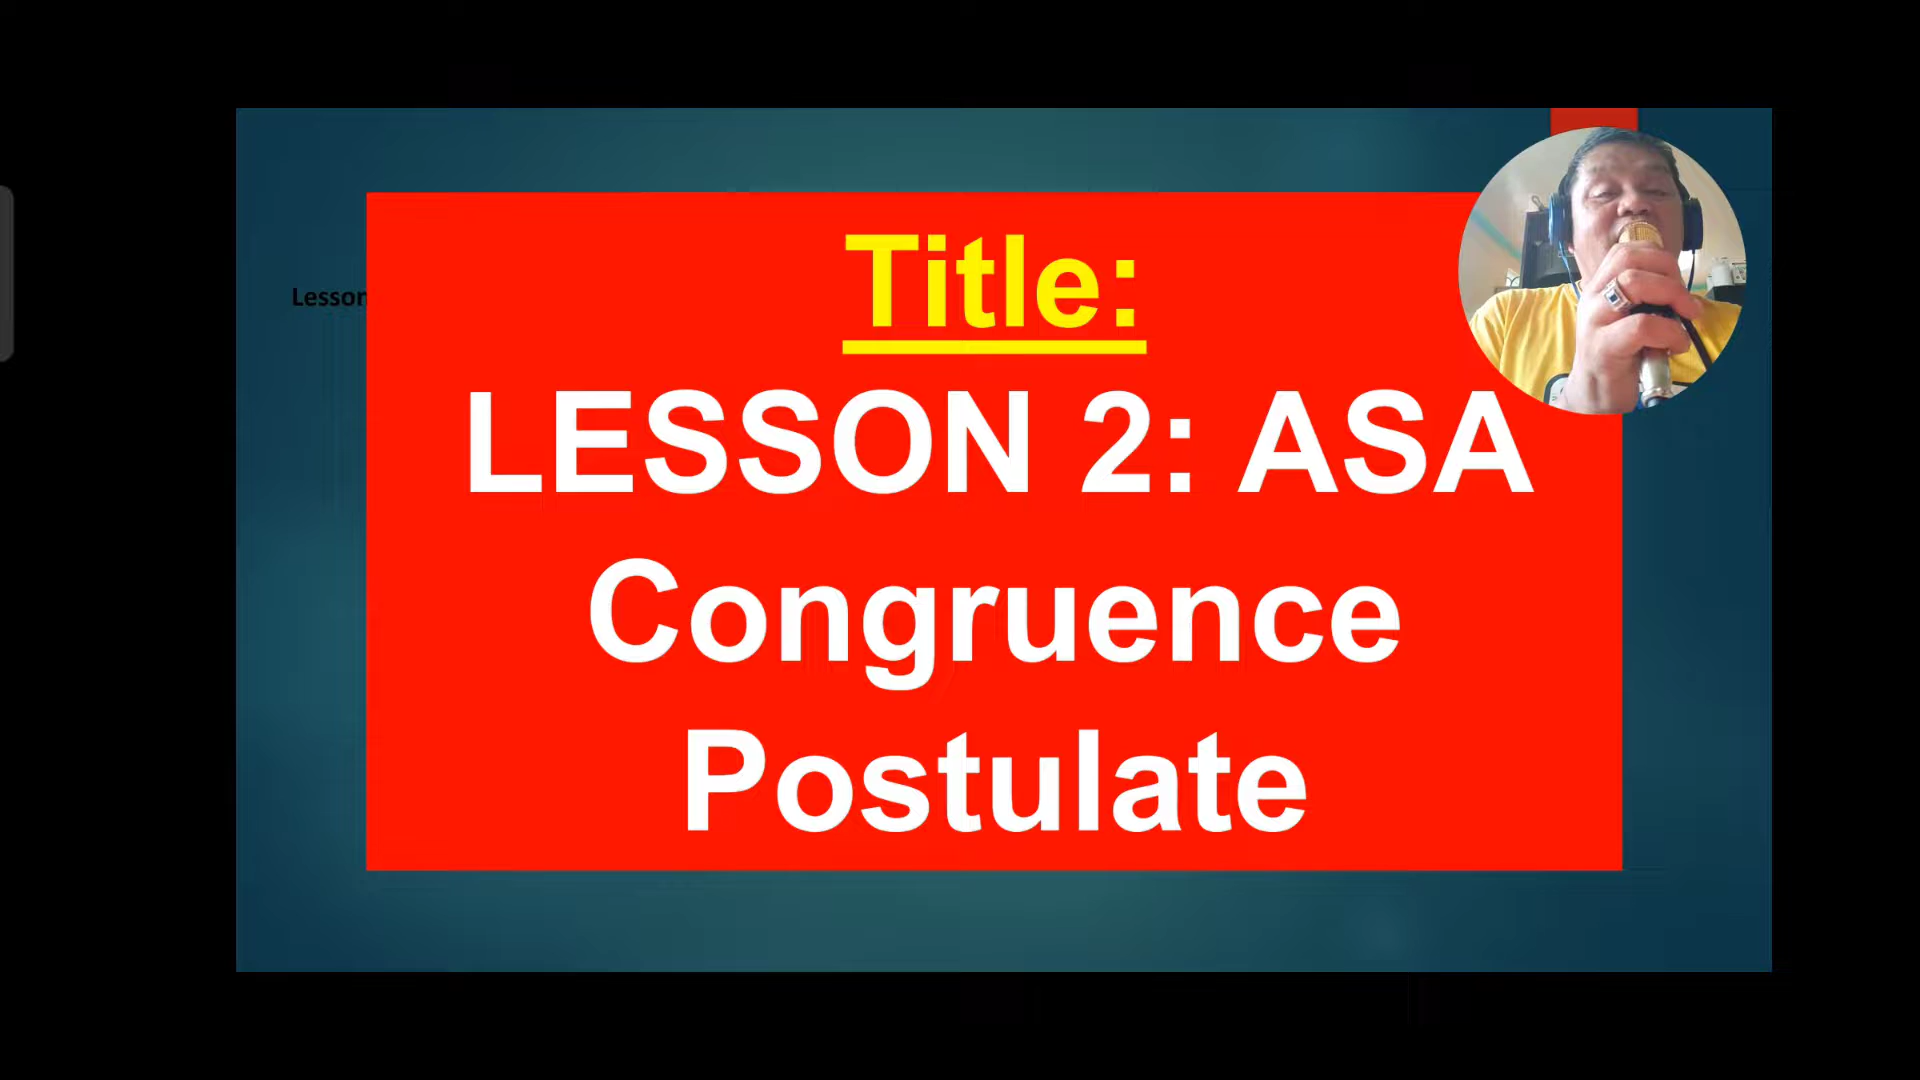 Title:
Lesson
LESSON 2: ASA
Congruence
Postulate